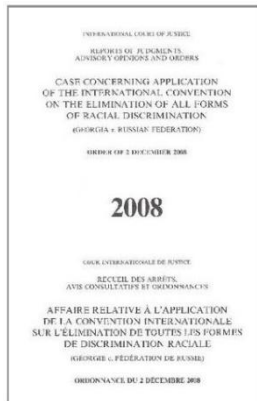 INTERNATIONAL COURT OF JUSTICE
REPORTS OF JUDGMENTS,
ADVISORY OPINIONS AND ORDERS
CASE CONCERNING APPLICATION
OF THE INTERNATIONAL CONVENTION
ON THE ELIMINATION OF ALL FORMS
OF RACIAL DISCRIMINATION
(GEORGIA v. RUSSIAN FEDERATION)
ORDER OF 2 DECEMBER 2008
2008
COUR INTERNATIONALE DE JUSTICE
RECUEIL DES ARRÊTS,
AVIS CONSULTATIFS ET ORDONNANCES
AFFAIRE RELATIVE À L'APPLICATION
DE LA CONVENTION INTERNATIONALE
SUR L'ÉLIMINATION DE TOUTES LES FORMES
DE DISCRIMINATION RACIALE
(GÉORGIE c. FÉDÉRATION DE RUSSIE)
ORDONNANCE DU 2 DÉCEMBRE 2008